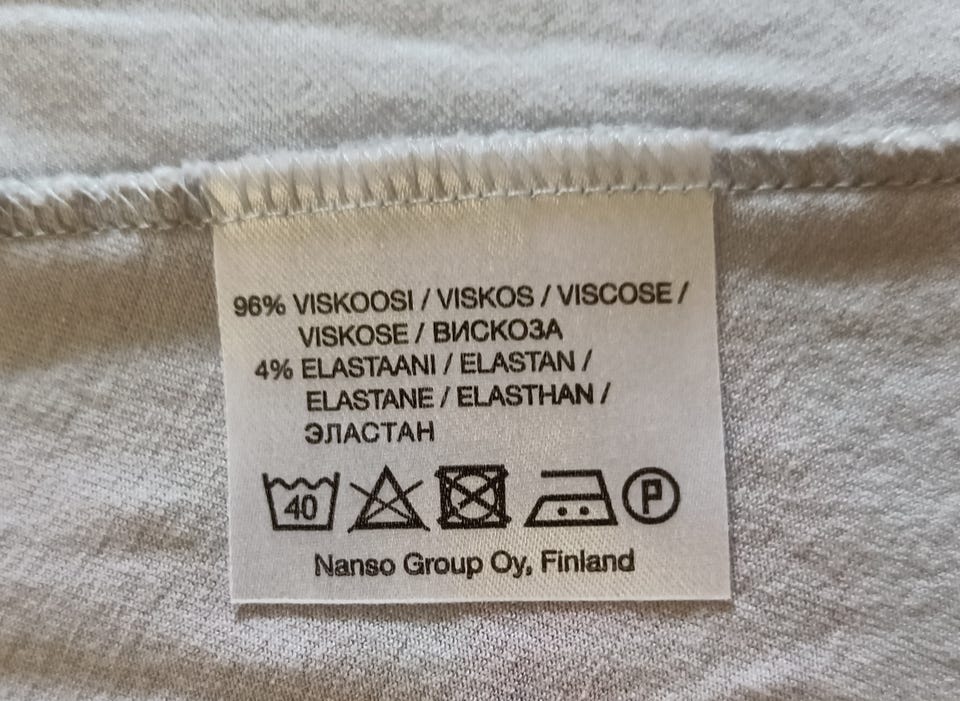 96% VISKOOSI / VISKOS / VISCOSE /
VISKOSE / ВИСКОЗА
4% ELASTAANI / ELASTAN /
ELASTANE / ELASTHAN /
ЭЛАСТАН
40 P
Nanso Group Oy, Finland